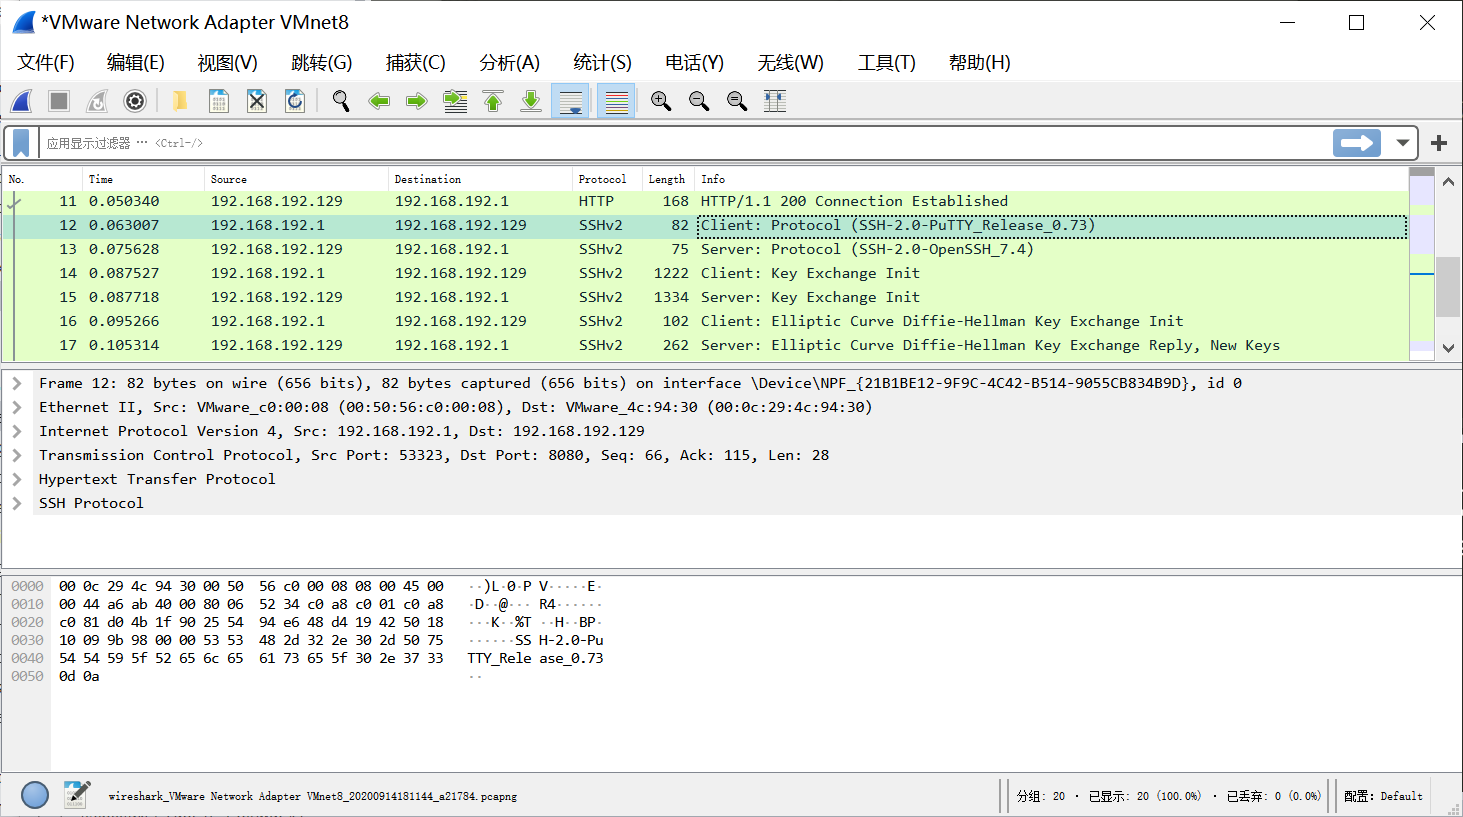 *VMware Network Adapter VMnet8
文件(F) 编辑(E) 视图(V) 跳转(G) 捕获(C) 分析(A) 统计(S) 电话(Y) 无线(W) 工具(T) 帮助(H)
应用显示过滤器 … <Ctrl-/>
No. Time Source Destination Protocol Length Info
11 0.050340 192.168.192.129 192.168.192.1 HTTP 168 HTTP/1.1 200 Connection Established
12 0.063007 192.168.192.1 192.168.192.129 SSHv2 82 Client: Protocol (SSH-2.0-PuTTY_Release_0.73)
13 0.075628 192.168.192.129 192.168.192.1 SSHv2 75 Server: Protocol (SSH-2.0-OpenSSH_7.4)
14 0.087527 192.168.192.1 192.168.192.129 SSHv2 1222 Client: Key Exchange Init
15 0.087718 192.168.192.129 192.168.192.1 SSHv2 1334 Server: Key Exchange Init
16 0.095266 192.168.192.1 192.168.192.129 SSHv2 102 Client: Elliptic Curve Diffie-Hellman Key Exchange Init
17 0.105314 192.168.192.129 192.168.192.1 SSHv2 262 Server: Elliptic Curve Diffie-Hellman Key Exchange Reply, New Keys
Frame 12: 82 bytes on wire (656 bits), 82 bytes captured (656 bits) on interface \Device\NPF_{21B1BE12-9F9C-4C42-B514-9055CB834B9D}, id 0
Ethernet II, Src: VMware_c0:00:08 (00:50:56:c0:00:08), Dst: VMware_4c:94:30 (00:0c:29:4c:94:30)
Internet Protocol Version 4, Src: 192.168.192.1, Dst: 192.168.192.129
Transmission Control Protocol, Src Port: 53323, Dst Port: 8080, Seq: 66, Ack: 115, Len: 28
Hypertext Transfer Protocol
SSH Protocol
0000 00 0c 29 4c 94 30 00 50 56 c0 00 08 08 00 45 00 ··)L·0·P V·····E·
0010 00 44 a6 ab 40 00 80 06 52 34 c0 a8 c0 01 c0 a8 ·D··@··· R4······
0020 c0 81 d0 4b 1f 90 25 54 94 e6 48 d4 19 42 50 18 ···K··%T ··H··BP·
0030 10 09 9b 98 00 00 53 53 48 2d 32 2e 30 2d 50 75 ······SS H-2.0-Pu
0040 54 54 59 5f 52 65 6c 65 61 73 65 5f 30 2e 37 33 TTY_Rele ase_0.73
0050 0d 0a ··
wireshark_VMware Network Adapter VMnet8_20200914181144_a21784.pcapng 分组: 20 · 已显示: 20 (100.0%) · 已丢弃: 0 (0.0%) 配置: Default